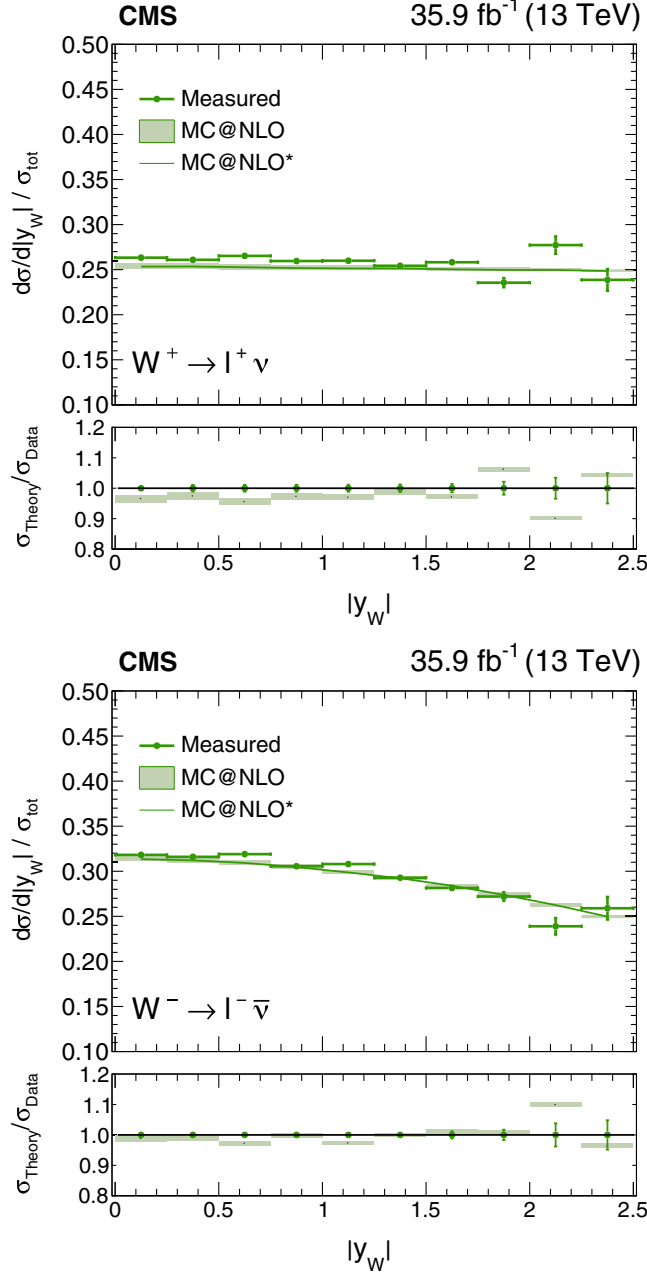 CMS 35.9 fb⁻¹ (13 TeV)
dσ/d|y_W| / σ_tot
0.50
0.45
0.40
0.35
0.30
0.25
0.20
0.15
0.10
Measured
MC@NLO
MC@NLO*
W⁺ → l⁺ ν
σ_Theory/σ_Data
1.2
1.1
1.0
0.9
0.8
0 0.5 1 1.5 2 2.5
|y_W|
CMS 35.9 fb⁻¹ (13 TeV)
dσ/d|y_W| / σ_tot
0.50
0.45
0.40
0.35
0.30
0.25
0.20
0.15
0.10
Measured
MC@NLO
MC@NLO*
W⁻ → l⁻ ν̄
σ_Theory/σ_Data
1.2
1.1
1.0
0.9
0.8
0 0.5 1 1.5 2 2.5
|y_W|